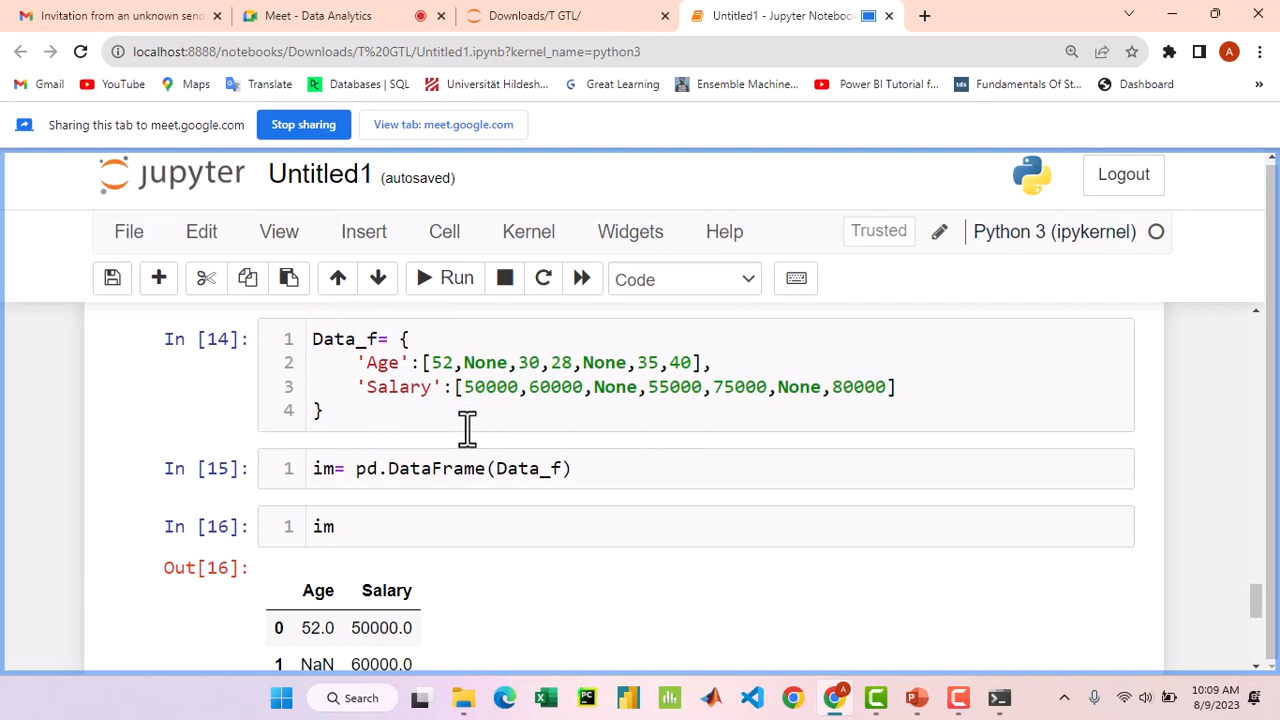 Invitation from an unknown send
Meet - Data Analytics
Downloads/T GTL/
Untitled1 - Jupyter Notebook
localhost:8888/notebooks/Downloads/T%20GTL/Untitled1.ipynb?kernel_name=python3
A
Gmail YouTube Maps Translate Databases | SQL Universität Hildesh... Great Learning Ensemble Machine... Power BI Tutorial f... tds Fundamentals Of St... Dashboard »
Sharing this tab to meet.google.com Stop sharing View tab: meet.google.com
jupyter Untitled1 (autosaved) Logout
File Edit View Insert Cell Kernel Widgets Help Trusted Python 3 (ipykernel)
Run Code
In [14]: 1 Data_f= {
2 'Age':[52,None,30,28,None,35,40],
3 'Salary':[50000,60000,None,55000,75000,None,80000]
4 }
In [15]: 1 im= pd.DataFrame(Data_f)
In [16]: 1 im
Out[16]:
Age Salary
0 52.0 50000.0
1 NaN 60000.0
Search
10:09 AM
8/9/2023